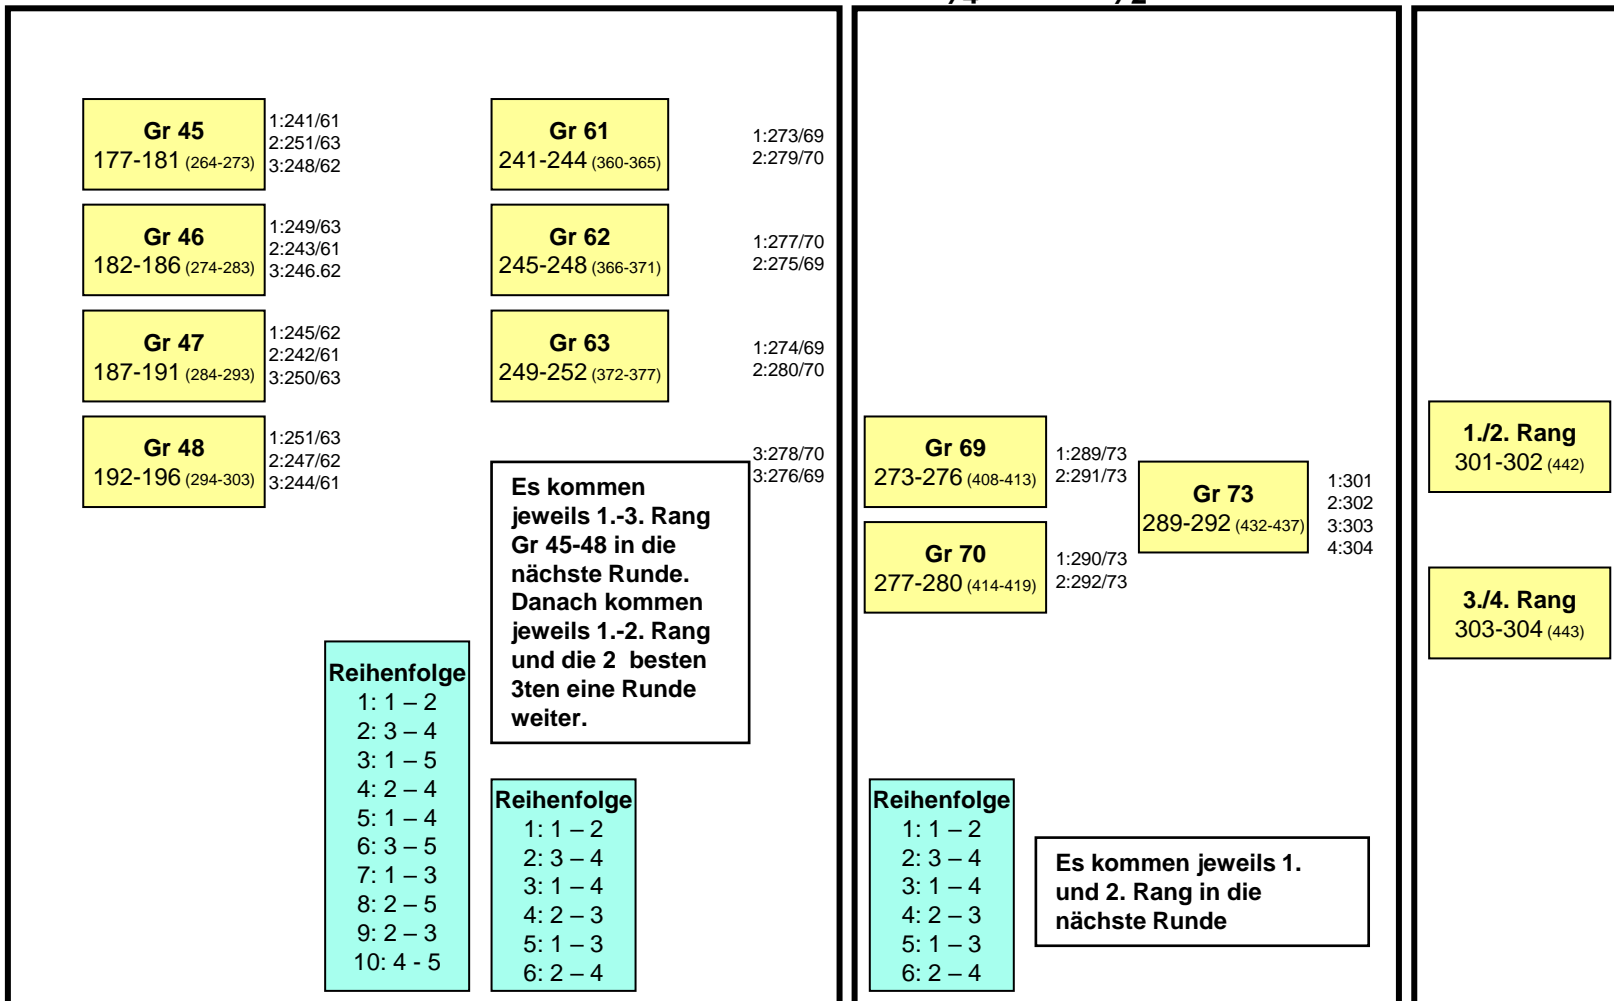 Gr 45
177-181 (264-273)
1:241/61
2:251/63
3:248/62
Gr 61
241-244 (360-365)
1:273/69
2:279/70
Gr 46
182-186 (274-283)
1:249/63
2:243/61
3:246.62
Gr 62
245-248 (366-371)
1:277/70
2:275/69
Gr 47
187-191 (284-293)
1:245/62
2:242/61
3:250/63
Gr 63
249-252 (372-377)
1:274/69
2:280/70
Gr 48
192-196 (294-303)
1:251/63
2:247/62
3:244/61
3:278/70
3:276/69
Es kommen
jeweils 1.-3. Rang
Gr 45-48 in die
nächste Runde.
Danach kommen
jeweils 1.-2. Rang
und die 2 besten
3ten eine Runde
weiter.
Reihenfolge
1: 1 – 2
2: 3 – 4
3: 1 – 5
4: 2 – 4
5: 1 – 4
6: 3 – 5
7: 1 – 3
8: 2 – 5
9: 2 – 3
10: 4 - 5
Reihenfolge
1: 1 – 2
2: 3 – 4
3: 1 – 4
4: 2 – 3
5: 1 – 3
6: 2 – 4
Gr 69
273-276 (408-413)
1:289/73
2:291/73
Gr 70
277-280 (414-419)
1:290/73
2:292/73
Gr 73
289-292 (432-437)
1:301
2:302
3:303
4:304
Reihenfolge
1: 1 – 2
2: 3 – 4
3: 1 – 4
4: 2 – 3
5: 1 – 3
6: 2 – 4
Es kommen jeweils 1.
und 2. Rang in die
nächste Runde
1./2. Rang
301-302 (442)
3./4. Rang
303-304 (443)